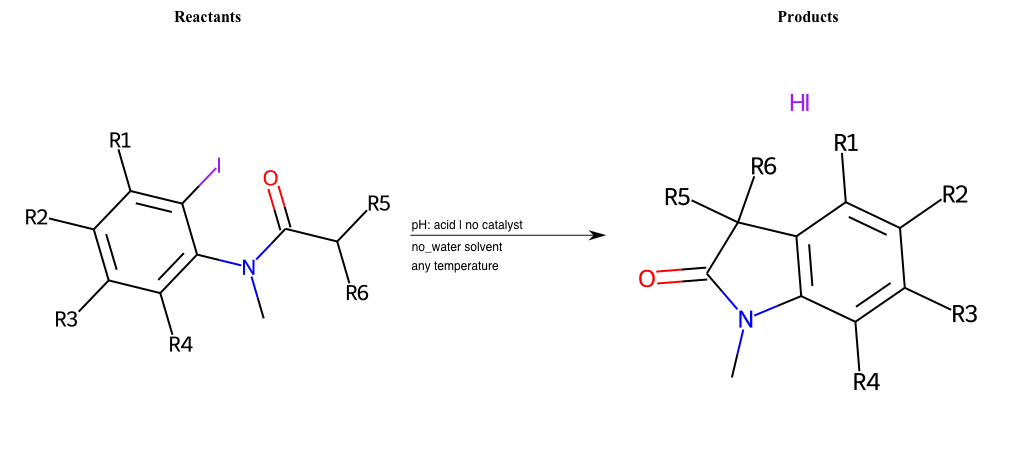 Reactants
Products
HI
R1
I
R2
O
R5
N
R6
R3
R4
pH: acid I no catalyst
no_water solvent
any temperature
R6
R1
R5
R2
O
N
R3
R4